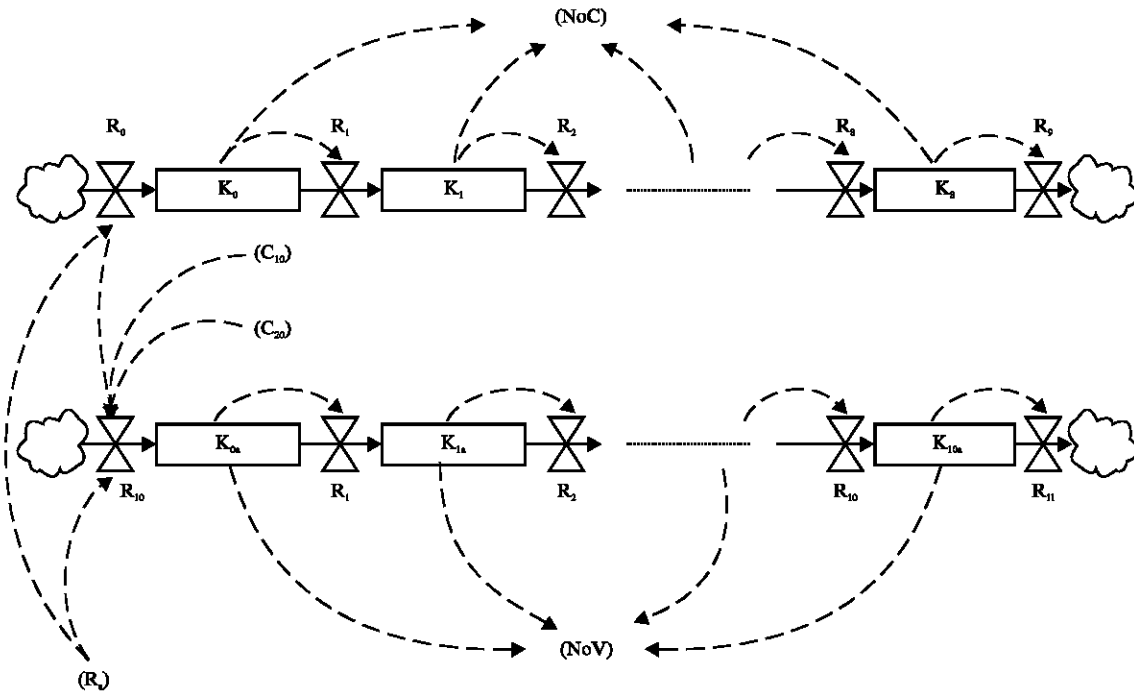 (NoC)
R₀ R₁ R₂ R₈ R₉
K₀ K₁ K₈
(C₁₀)
(C₂₀)
K₀ₐ K₁ₐ K₁₀ₐ
R₁₀ R₁ R₂ R₁₀ R₁₁
(NoV)